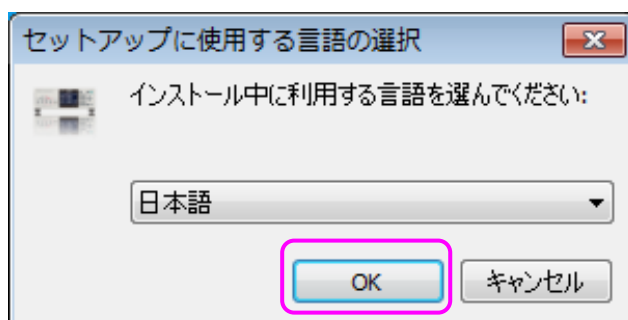 セットアップに使用する言語の選択
インストール中に利用する言語を選んでください:
日本語
OK
キャンセル